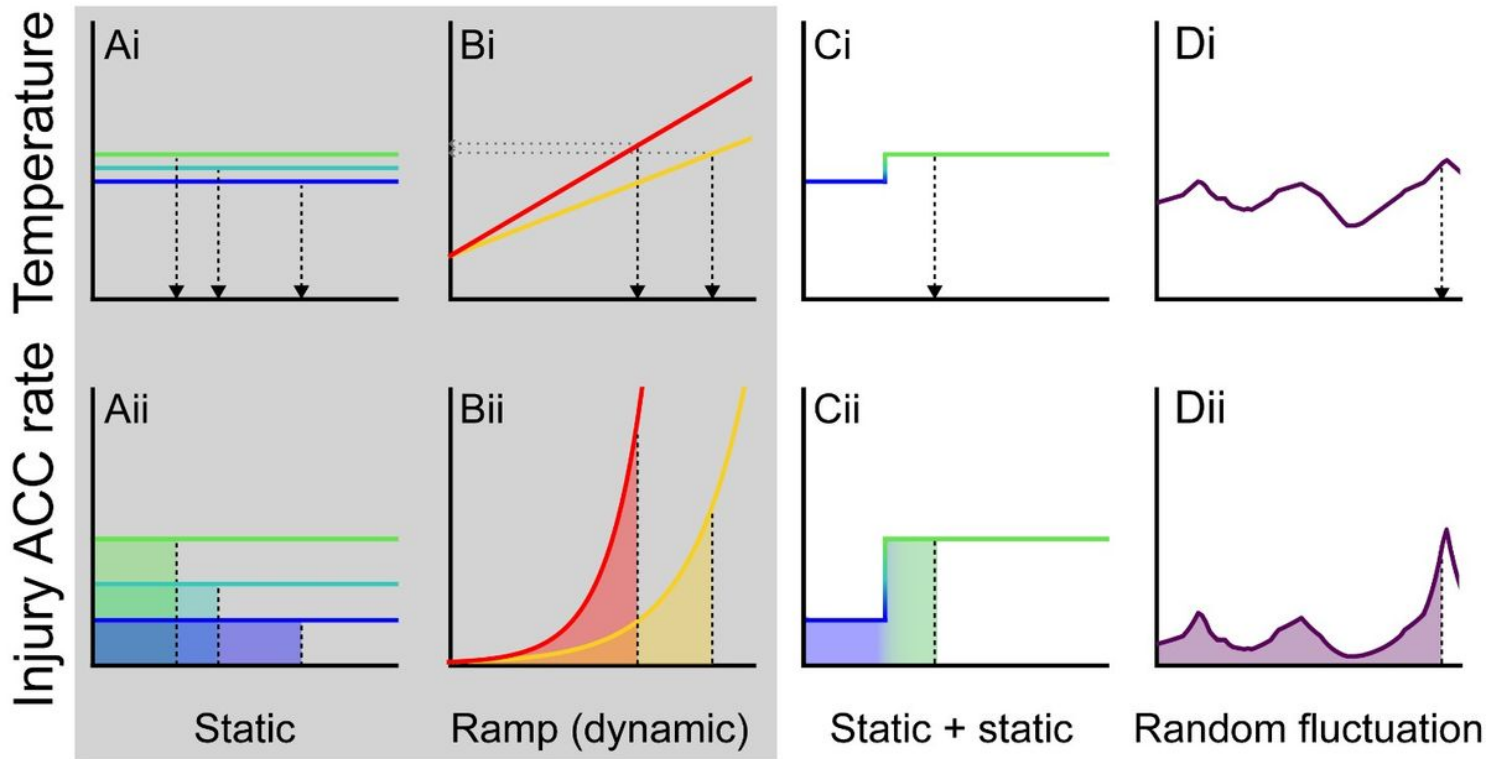 Temperature
Ai
Bi
Ci
Di
Injury ACC rate
Aii
Bii
Cii
Dii
Static
Ramp (dynamic)
Static + static
Random fluctuation